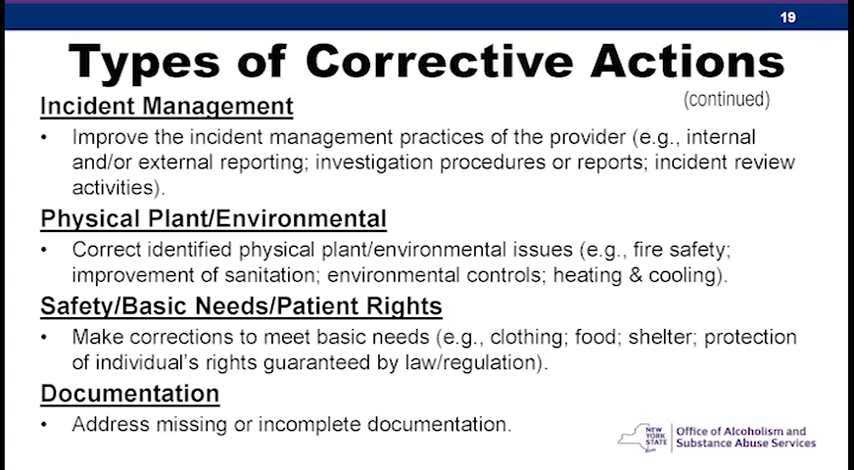 19
Types of Corrective Actions
(continued)
Incident Management
• Improve the incident management practices of the provider (e.g., internal
and/or external reporting; investigation procedures or reports; incident review
activities).
Physical Plant/Environmental
• Correct identified physical plant/environmental issues (e.g., fire safety;
improvement of sanitation; environmental controls; heating & cooling).
Safety/Basic Needs/Patient Rights
• Make corrections to meet basic needs (e.g., clothing; food; shelter; protection
of individual's rights guaranteed by law/regulation).
Documentation
• Address missing or incomplete documentation.
NEW
YORK
STATE
Office of Alcoholism and
Substance Abuse Services